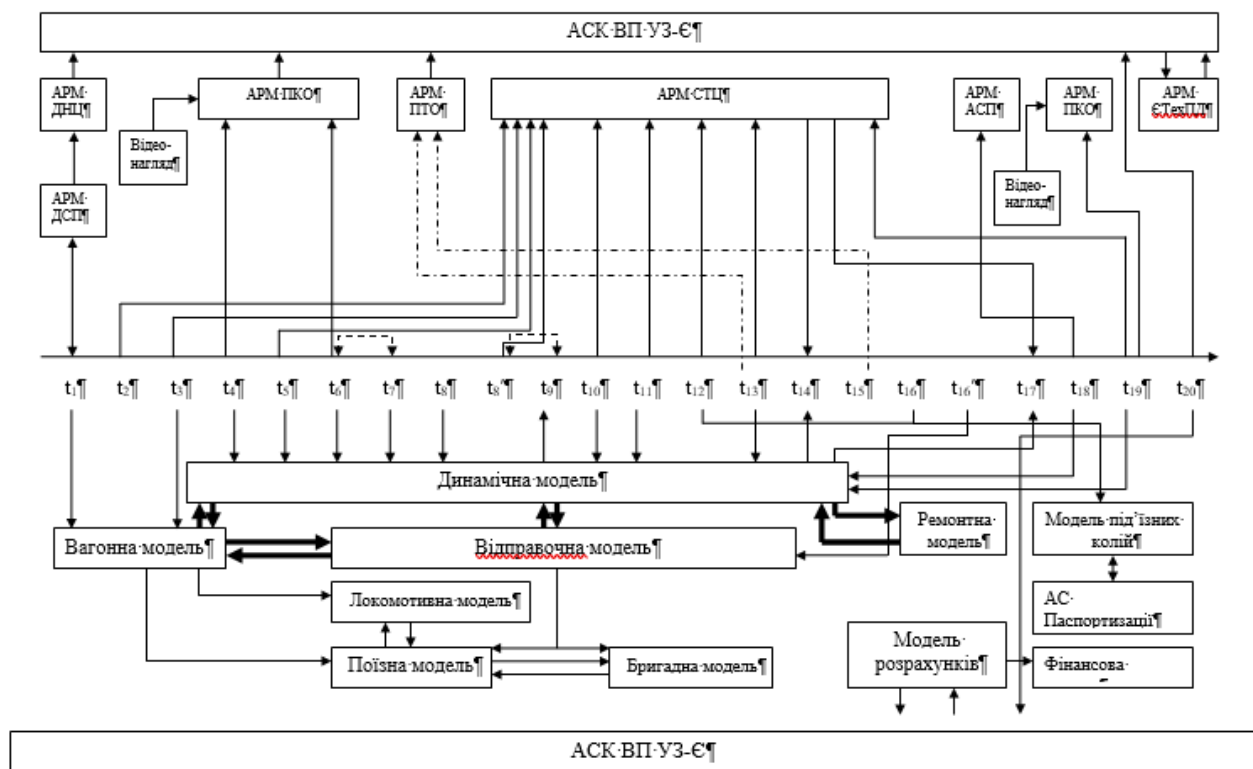 АСК·ВП·УЗ-Є¶
АРМ·
ДНЦ¶
АРМ·ПКО¶
АРМ·
ПТО¶
АРМ·СТЦ¶
АРМ·
АСП¶
АРМ·
ПКО¶
АРМ·
ЄТехПД¶
Відео-
нагляд¶
Відео-
нагляд¶
АРМ·
ДСП¶
t₁¶ t₂¶ t₃¶ t₄¶ t₅¶ t₆¶ t₇¶ t₈¶ t₈'¶ t₉¶ t₁₀¶ t₁₁¶ t₁₂¶ t₁₃¶ t₁₄¶ t₁₅¶ t₁₆¶ t₁₆'¶ t₁₇¶ t₁₈¶ t₁₉¶ t₂₀¶
Динамічна·модель¶
Вагонна·модель¶
Відправочна·модель¶
Ремонтна·
модель¶
Модель·під’їзних·
колій¶
Локомотивна·модель¶
АС·
Паспортизації¶
Поїзна·модель¶
Бригадна·модель¶
Модель·
розрахунків¶
Фінансова·
¶
АСК·ВП·УЗ-Є¶